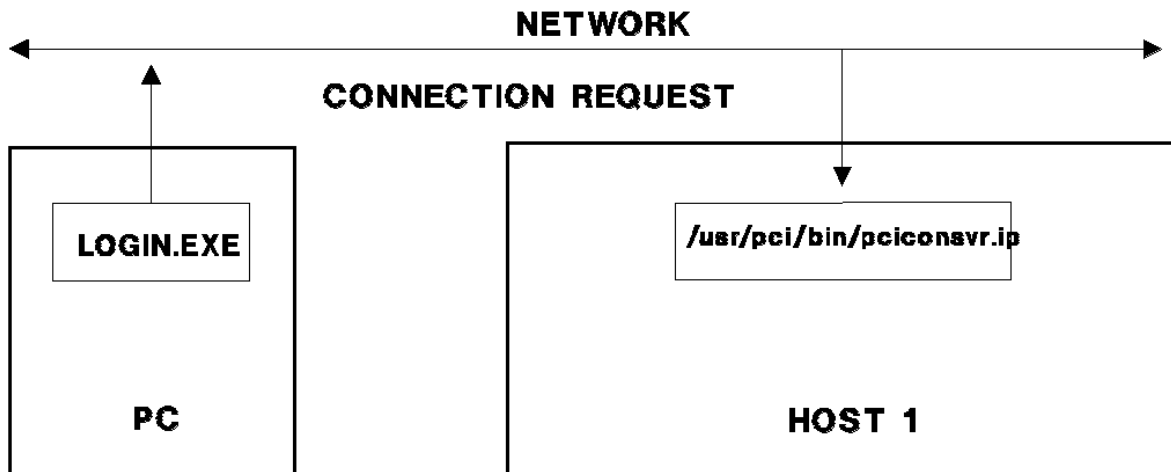 NETWORK
CONNECTION REQUEST
LOGIN.EXE
/usr/pci/bin/pciconsvr.ip
PC
HOST 1